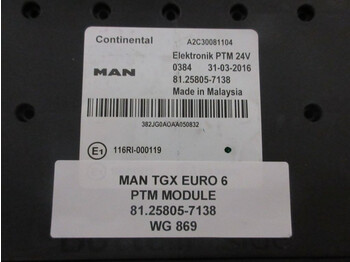 Continental
A2C30081104
Elektronik PTM 24V
0384 31-03-2016
MAN
81.25805-7138
Made in Malaysia
382JG0AOAA050832
E1 116RI-000119
MAN TGX EURO 6
PTM MODULE
81.25805-7138
WG 869